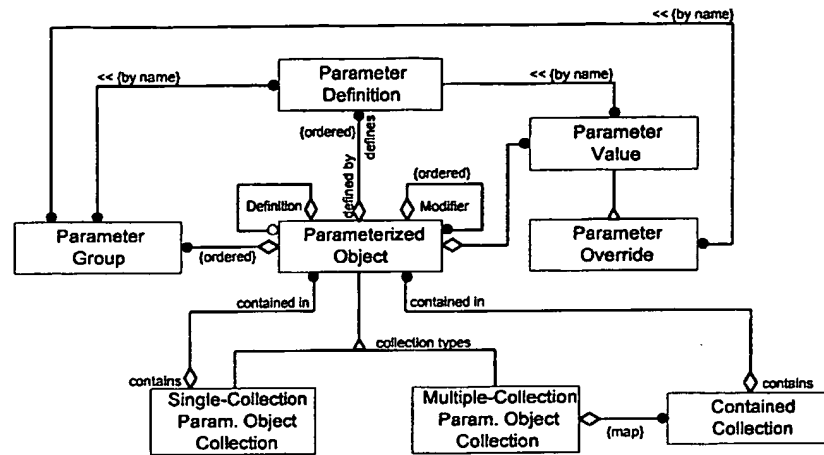 << {by name}
<< {by name}
Parameter
Definition
<< {by name}
{ordered}
defines
defined by
Parameter
Value
{ordered}
Definition
Modifier
Parameter
Group
{ordered}
Parameterized
Object
Parameter
Override
contained in
contained in
collection types
contains
contains
Single-Collection
Param. Object
Collection
Multiple-Collection
Param. Object
Collection
{map}
Contained
Collection